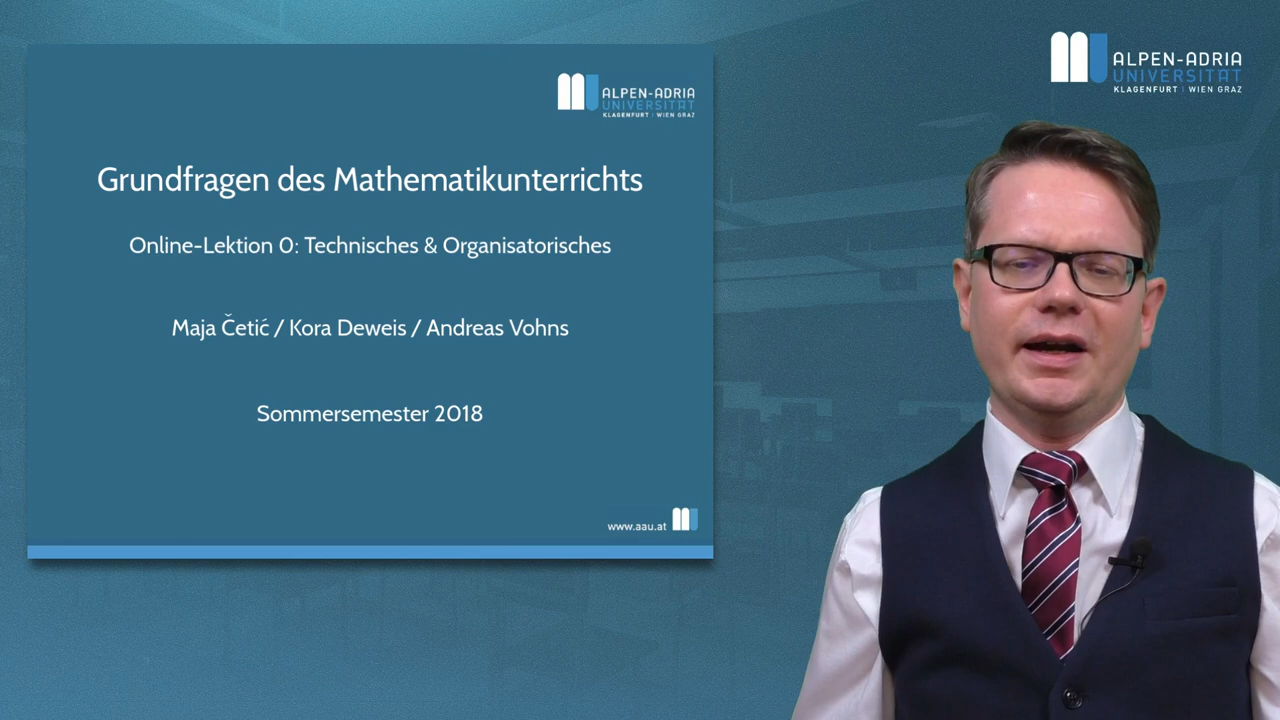 ALPEN-ADRIA
UNIVERSITÄT
KLAGENFURT | WIEN GRAZ
Grundfragen des Mathematikunterrichts
Online-Lektion 0: Technisches & Organisatorisches
Maja Četić / Kora Deweis / Andreas Vohns
Sommersemester 2018
www.aau.at
ALPEN-ADRIA
UNIVERSITÄT
KLAGENFURT | WIEN GRAZ